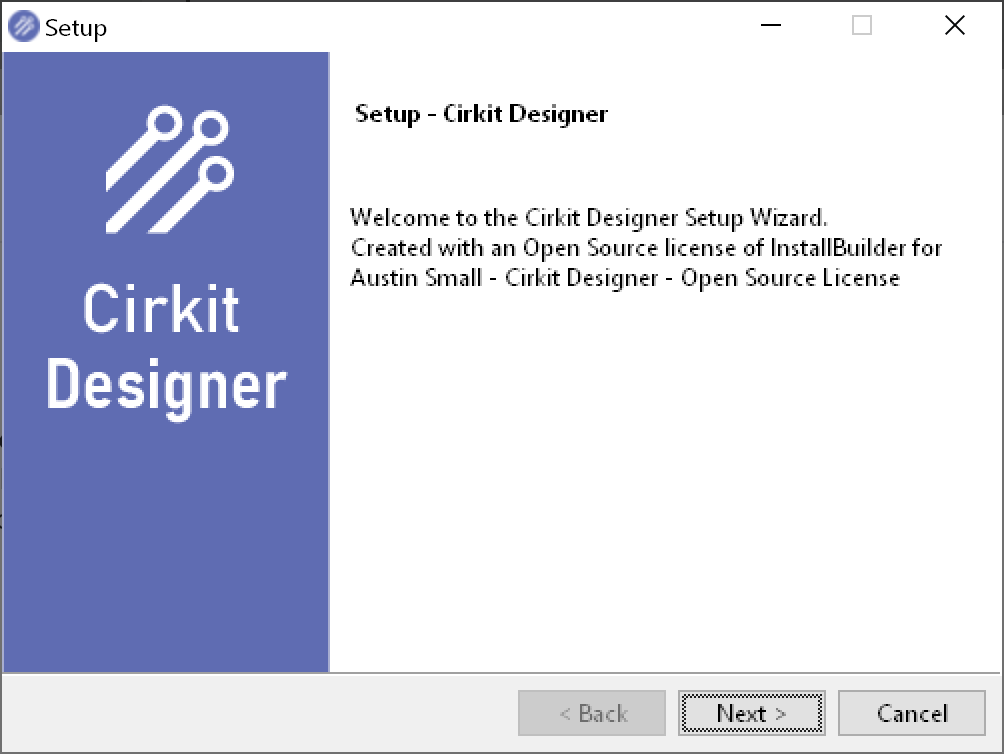 Setup
Cirkit
Designer
Setup - Cirkit Designer
Welcome to the Cirkit Designer Setup Wizard.
Created with an Open Source license of InstallBuilder for
Austin Small - Cirkit Designer - Open Source License
< Back
Next >
Cancel